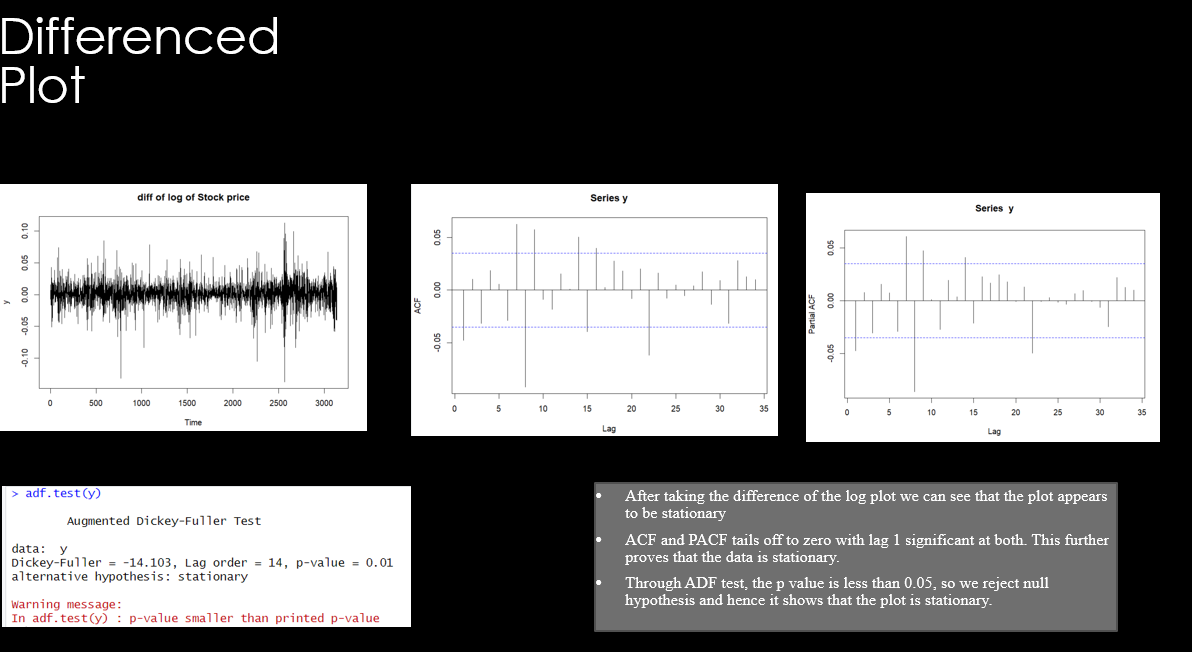 Differenced
Plot
diff of log of Stock price
y
0.10
0.05
0.00
-0.05
-0.10
0 500 1000 1500 2000 2500 3000
Time
Series y
ACF
0.05
0.00
-0.05
0 5 10 15 20 25 30 35
Lag
Series y
Partial ACF
0.05
0.00
-0.05
0 5 10 15 20 25 30 35
Lag
> adf.test(y)
Augmented Dickey-Fuller Test
data: y
Dickey-Fuller = -14.103, Lag order = 14, p-value = 0.01
alternative hypothesis: stationary
Warning message:
In adf.test(y) : p-value smaller than printed p-value
• After taking the difference of the log plot we can see that the plot appears
to be stationary
• ACF and PACF tails off to zero with lag 1 significant at both. This further
proves that the data is stationary.
• Through ADF test, the p value is less than 0.05, so we reject null
hypothesis and hence it shows that the plot is stationary.